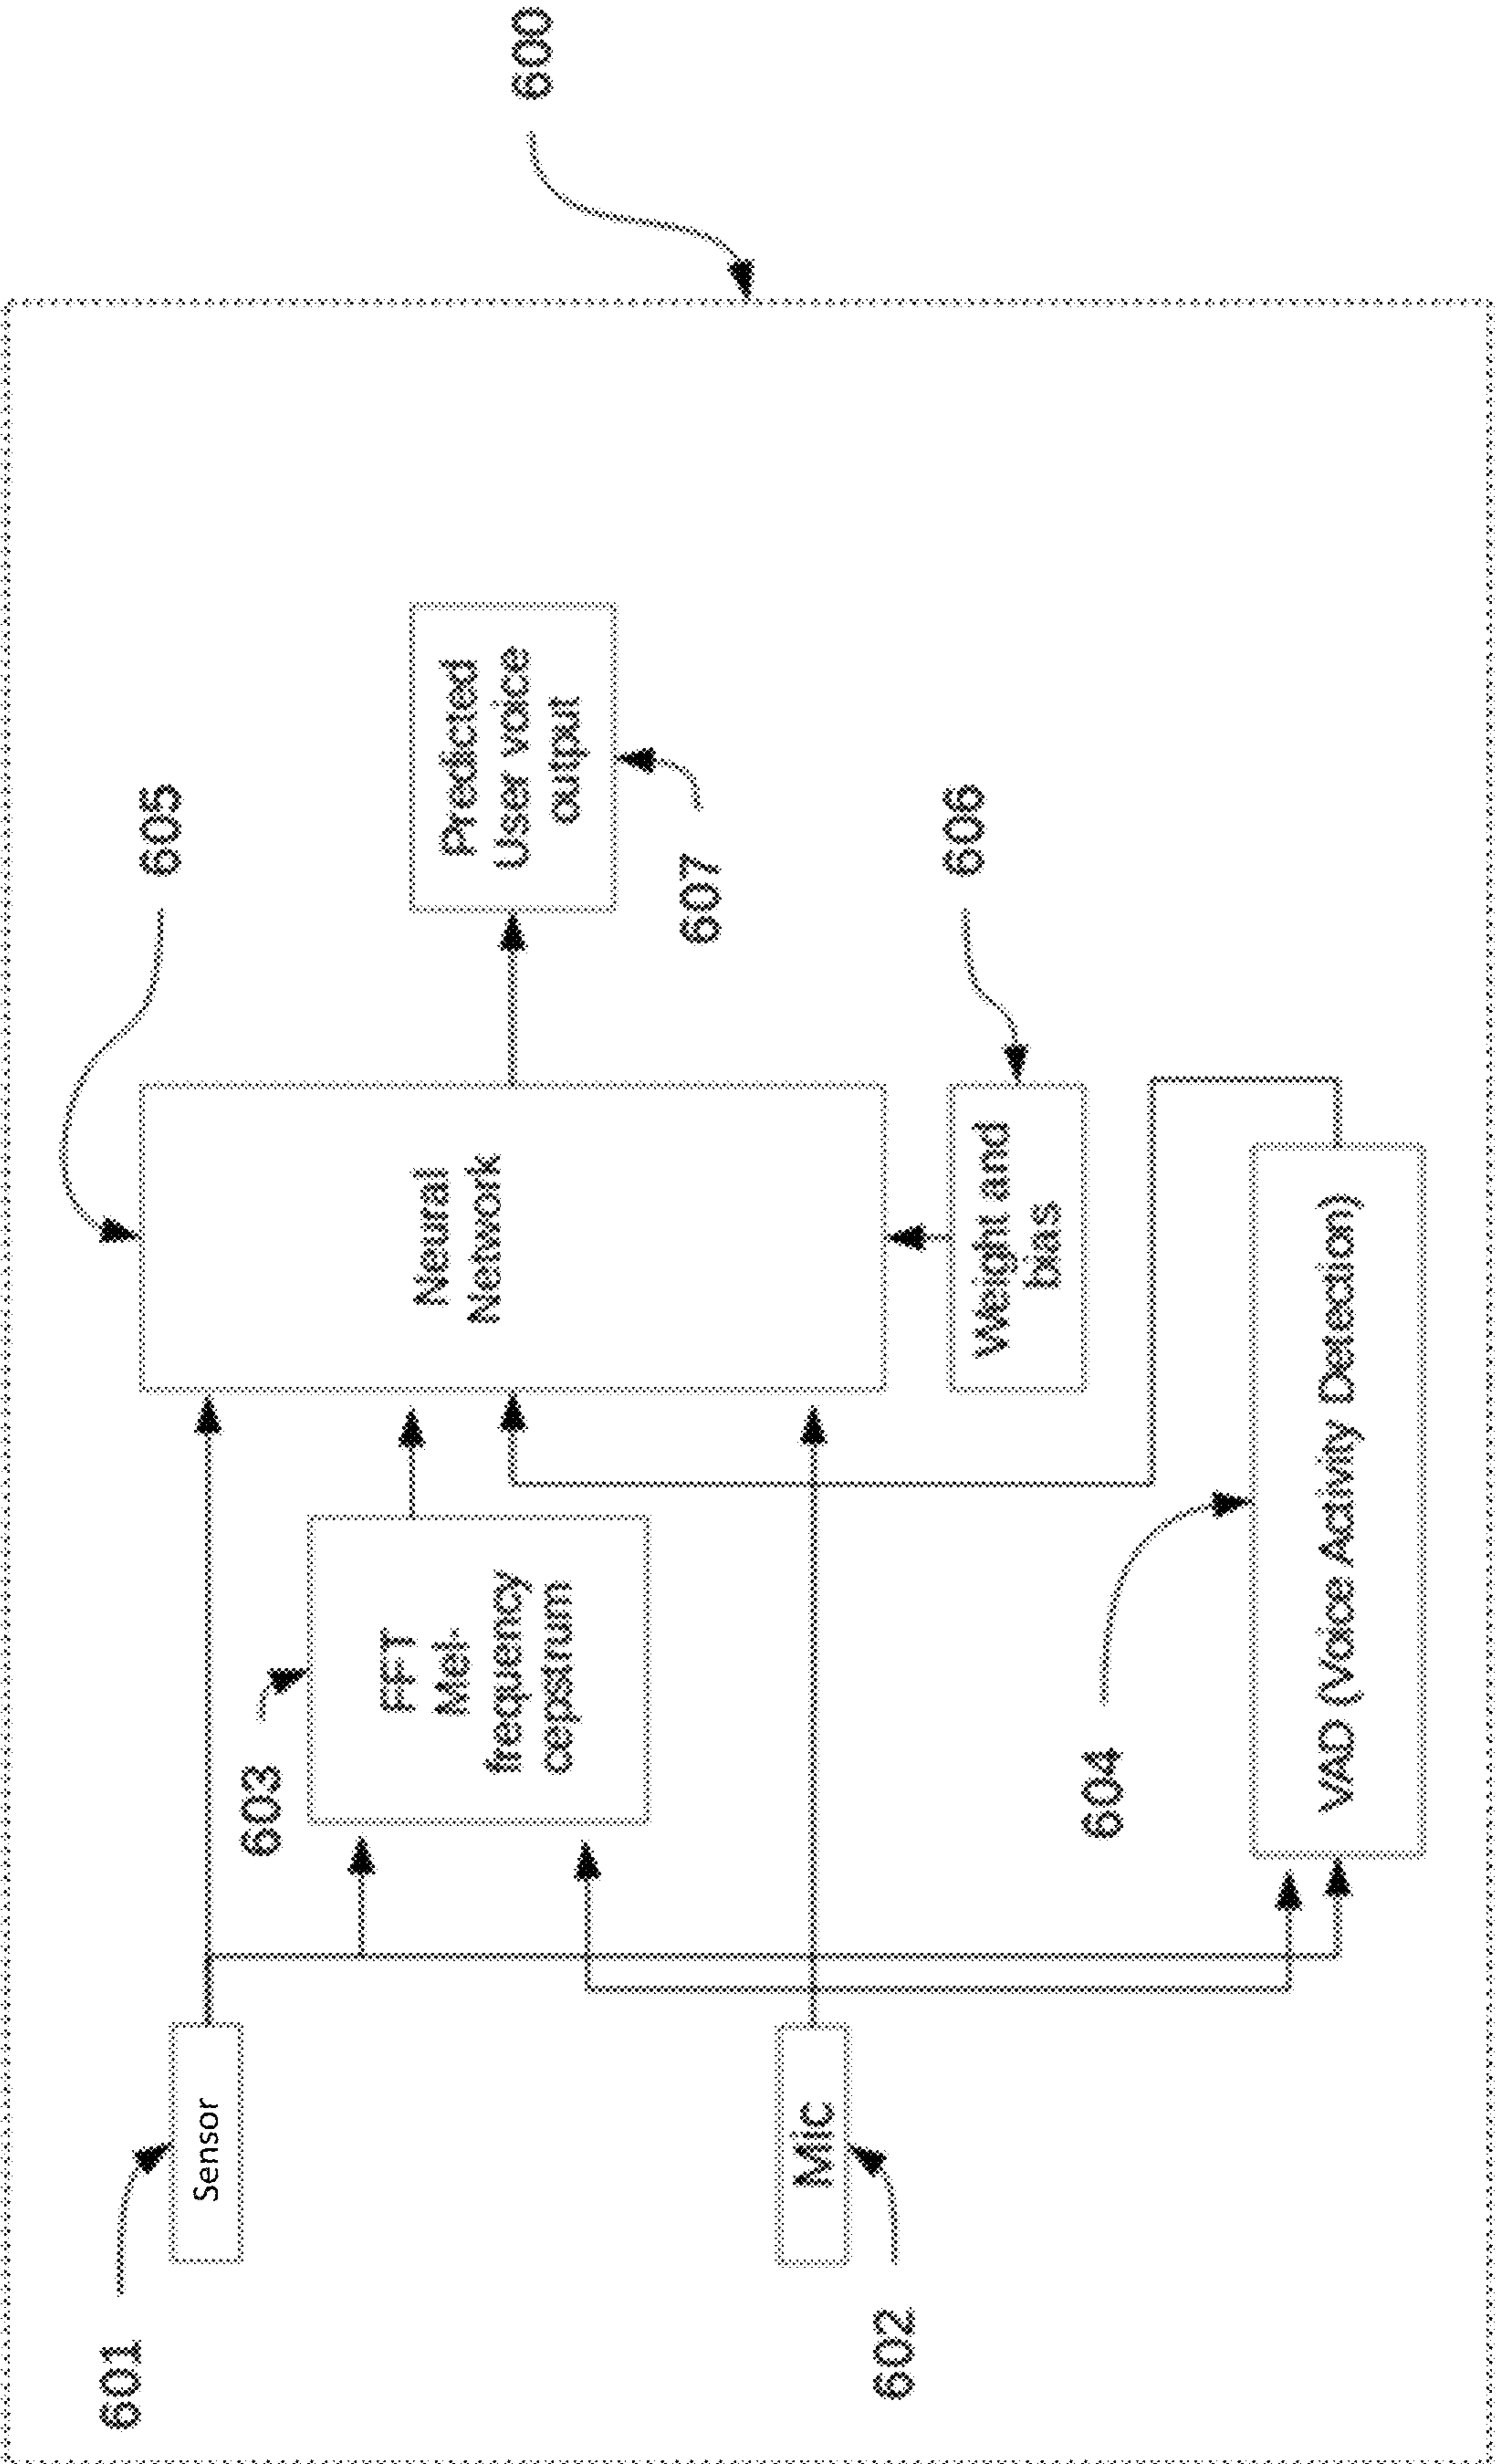 600
605
Sensor
601
603
FFT
Mel-
frequency
cepstrum
Neural
Network
Predicted
User voice
output
607
Mic
602
606
Weight and
bias
604
VAD (Voice Activity Detection)